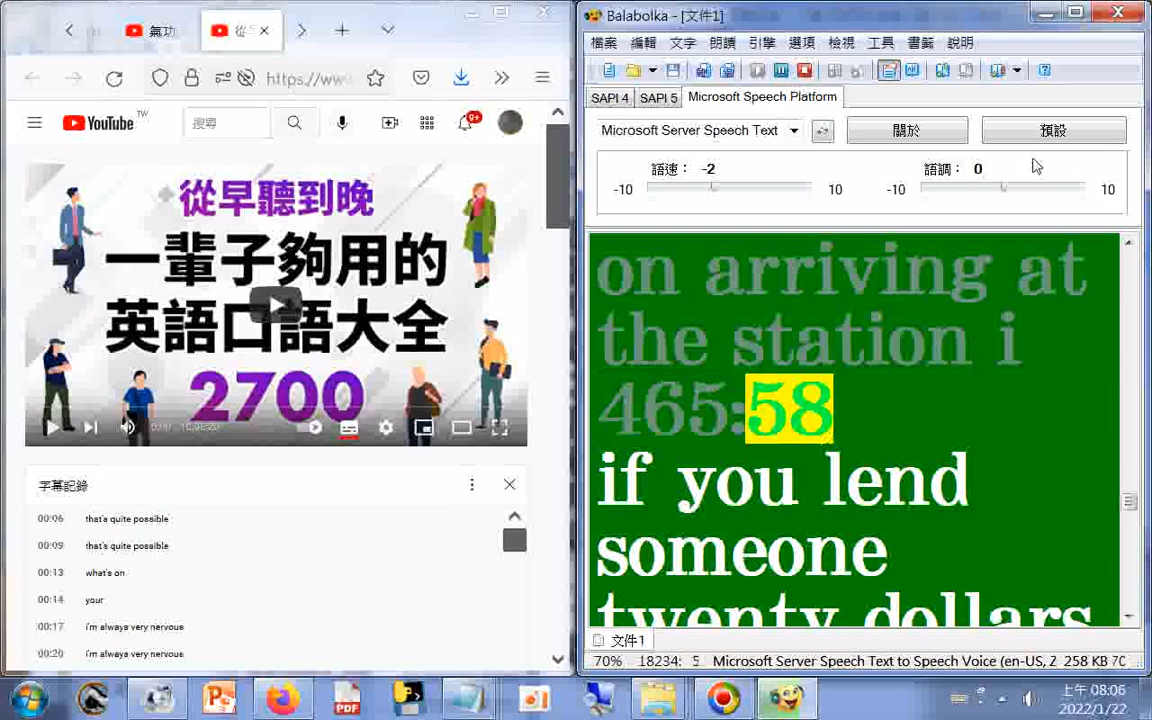 氣功
從
https://www.
YouTube TW
搜尋
9+
從早聽到晚
一輩子夠用的
英語口語大全
2700
字幕記錄
00:06 that's quite possible
00:09 that's quite possible
00:13 what's on
00:14 your
00:17 i'm always very nervous
00:20 i'm always very nervous
Balabolka - [文件1]
檔案 編輯 文字 朗讀 引擎 選項 檢視 工具 書籤 說明
SAPI 4 SAPI 5 Microsoft Speech Platform
Microsoft Server Speech Text 關於 預設
語速： -2 語調： 0
-10 10 -10 10
on arriving at
the station i
465:58
if you lend
someone
twenty dollars
文件1
70% 18234: 5 Microsoft Server Speech Text to Speech Voice (en-US, Z 258 KB
PDF
上午 08:06
2022/1/22